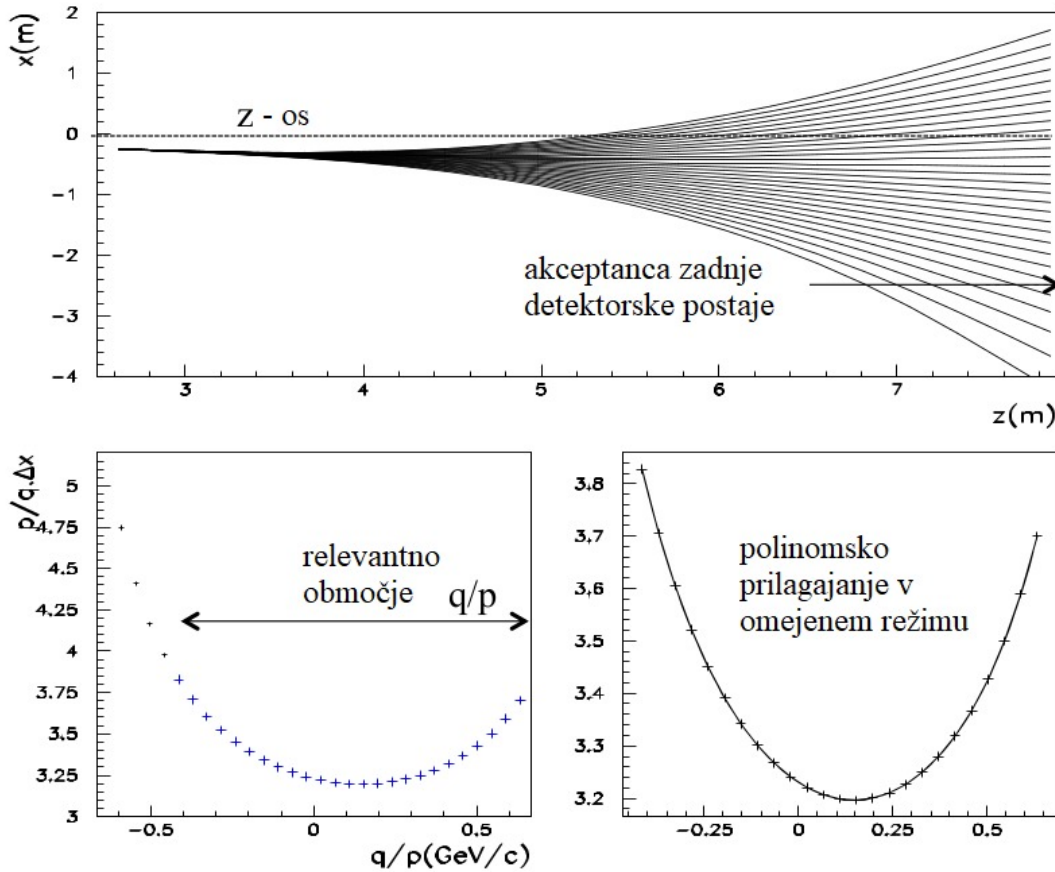 x(m)
2
1
0
-1
-2
-3
-4
z - os
akceptanca zadnje
detektorske postaje
3
4
5
6
7
z(m)
p/q.Δx
5
4.75
4.5
4.25
4
3.75
3.5
3.25
3
relevantno
območje
q/p
-0.5
0
0.5
q/p(GeV/c)
3.8
3.7
3.6
3.5
3.4
3.3
3.2
polinomsko
prilagajanje v
omejenem režimu
-0.25
0
0.25
0.5